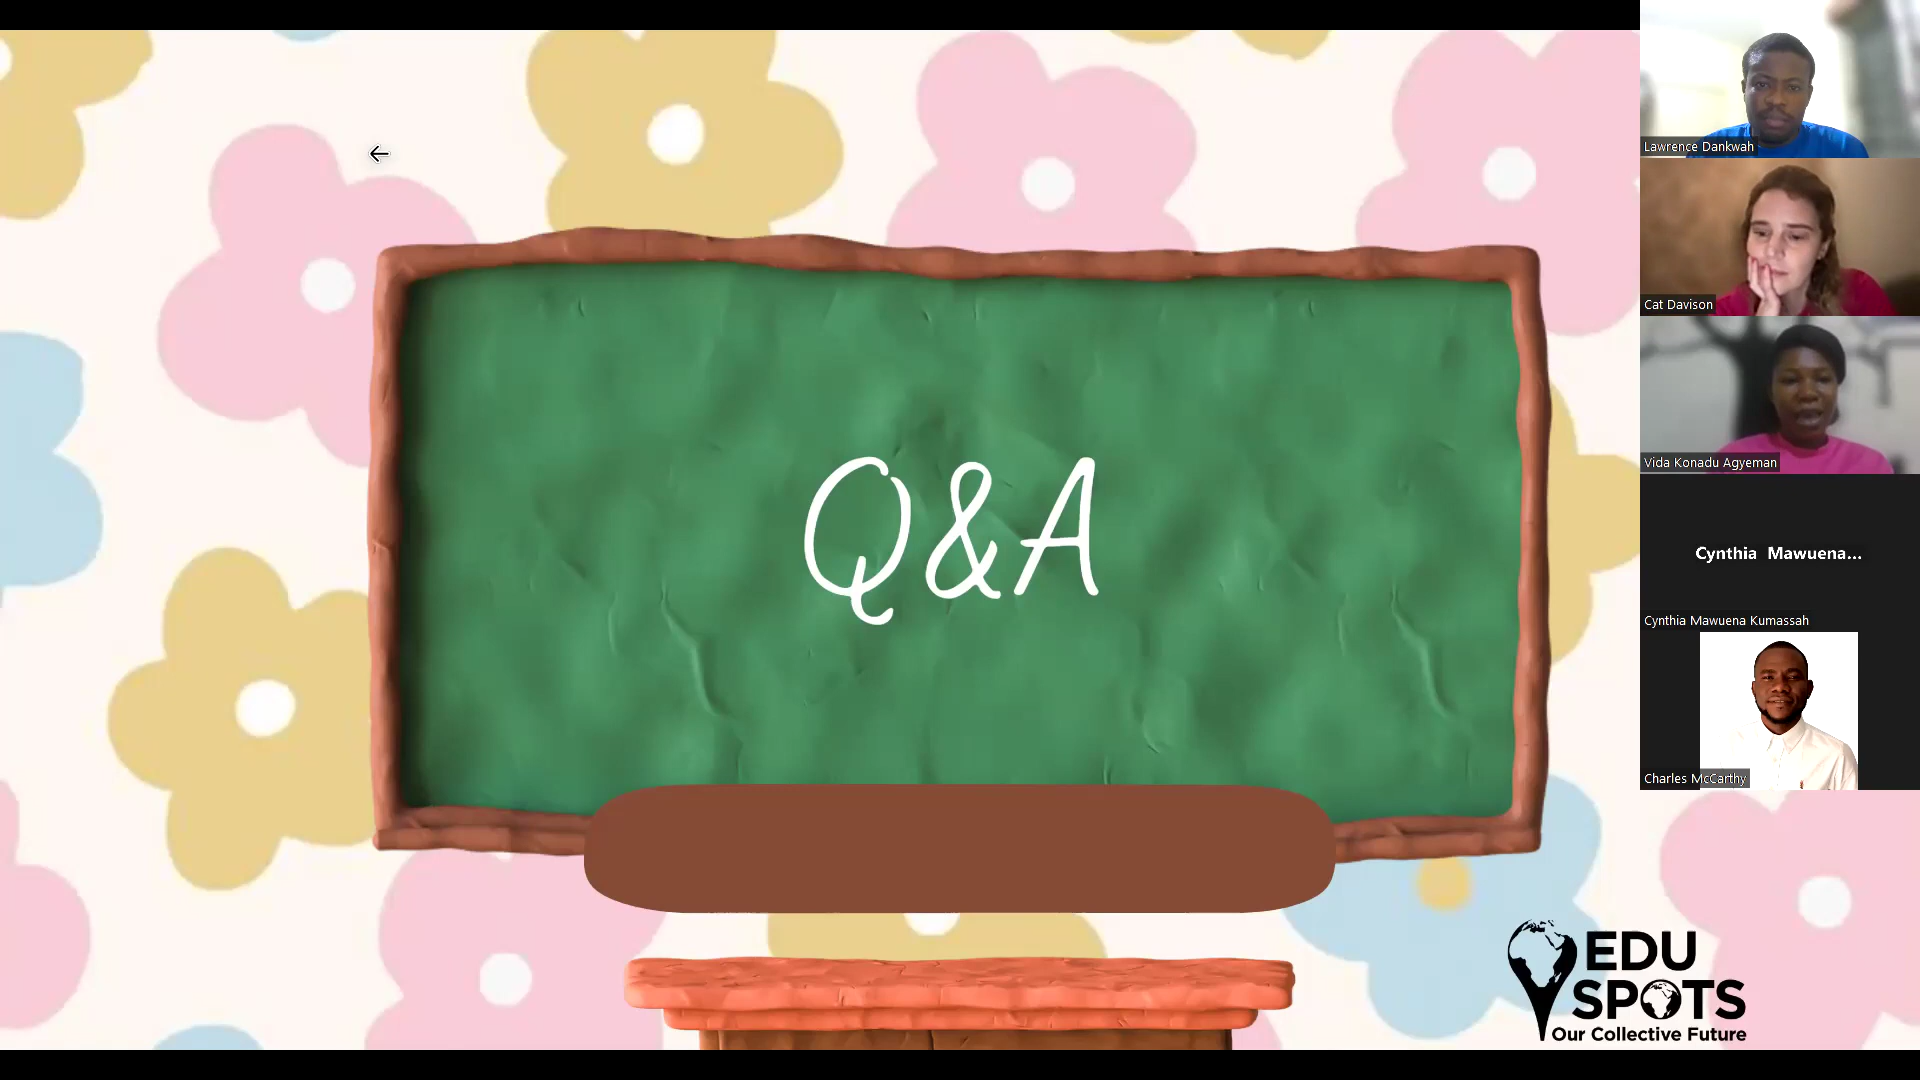 Q&A
Lawrence Dankwah
Cat Davison
Vida Konadu Agyeman
Cynthia Mawuena...
Cynthia Mawuena Kumassah
Charles McCarthy
EDU
SPOTS
Our Collective Future